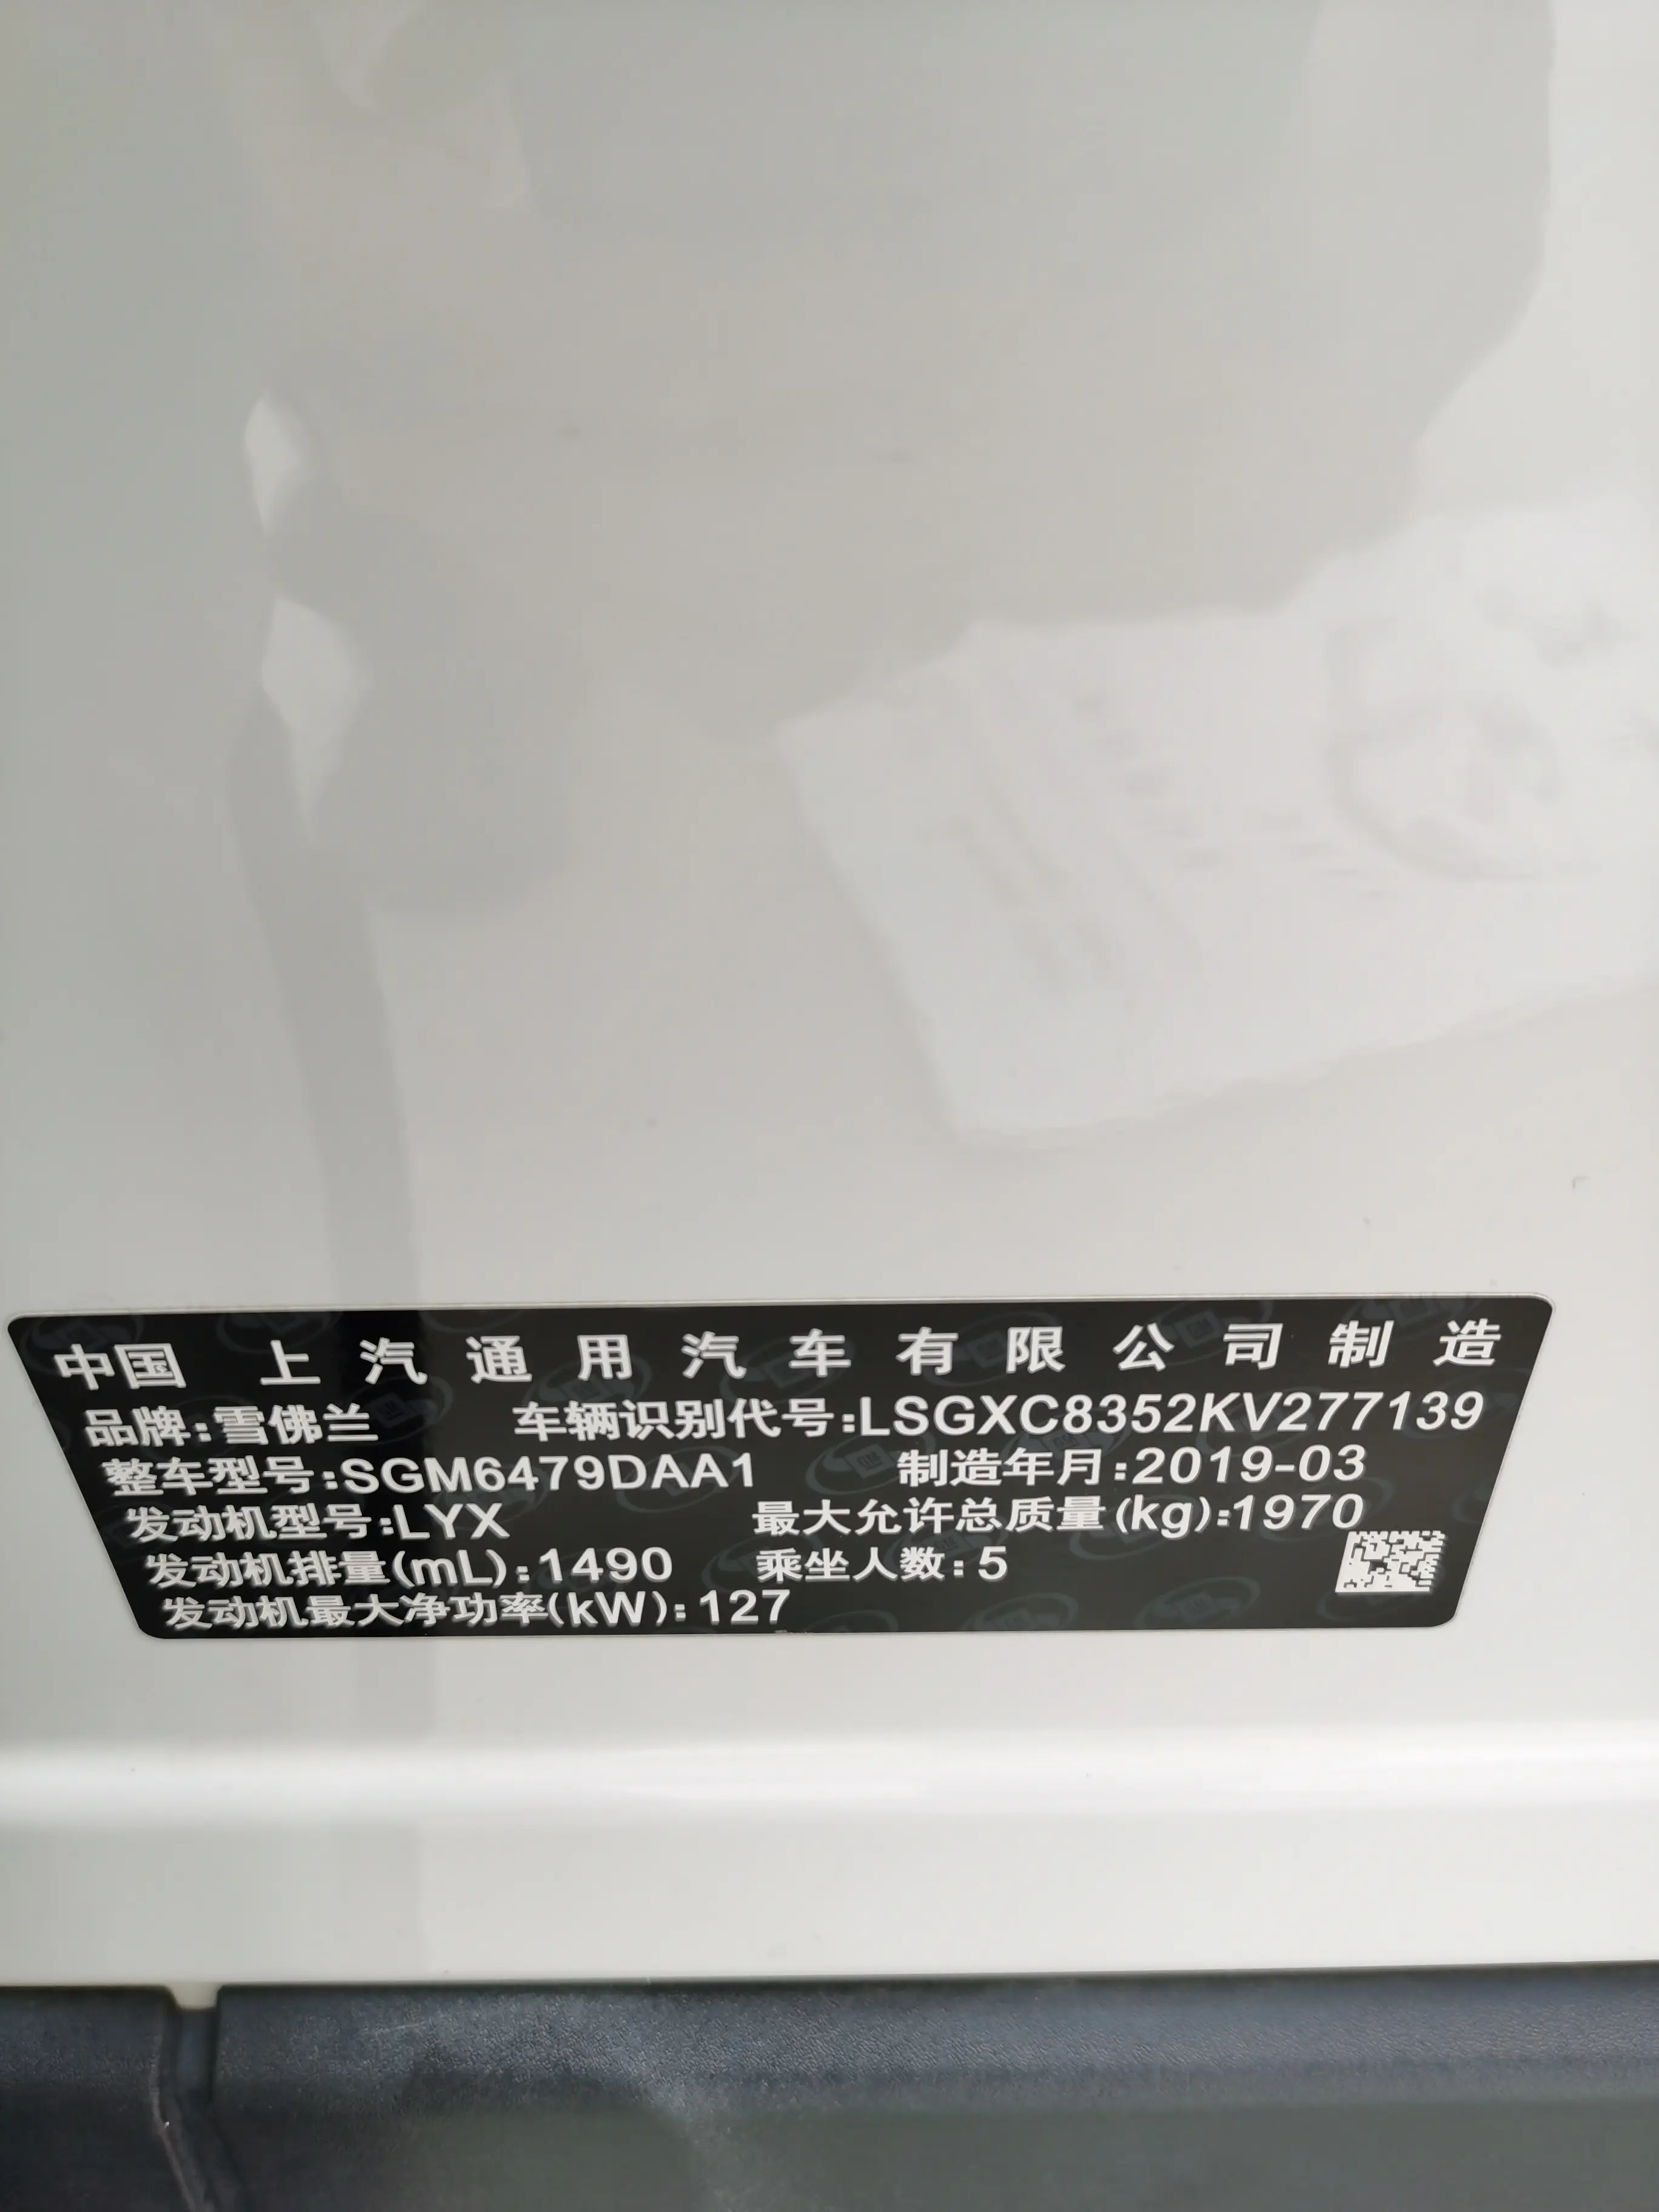 中国 上汽通用汽车有限公司制造
品牌:雪佛兰 车辆识别代号:LSGXC8352KV277139
整车型号:SGM6479DAA1 制造年月:2019-03
发动机型号:LYX 最大允许总质量(kg):1970
发动机排量(mL):1490 乘坐人数:5
发动机最大净功率(kW):127